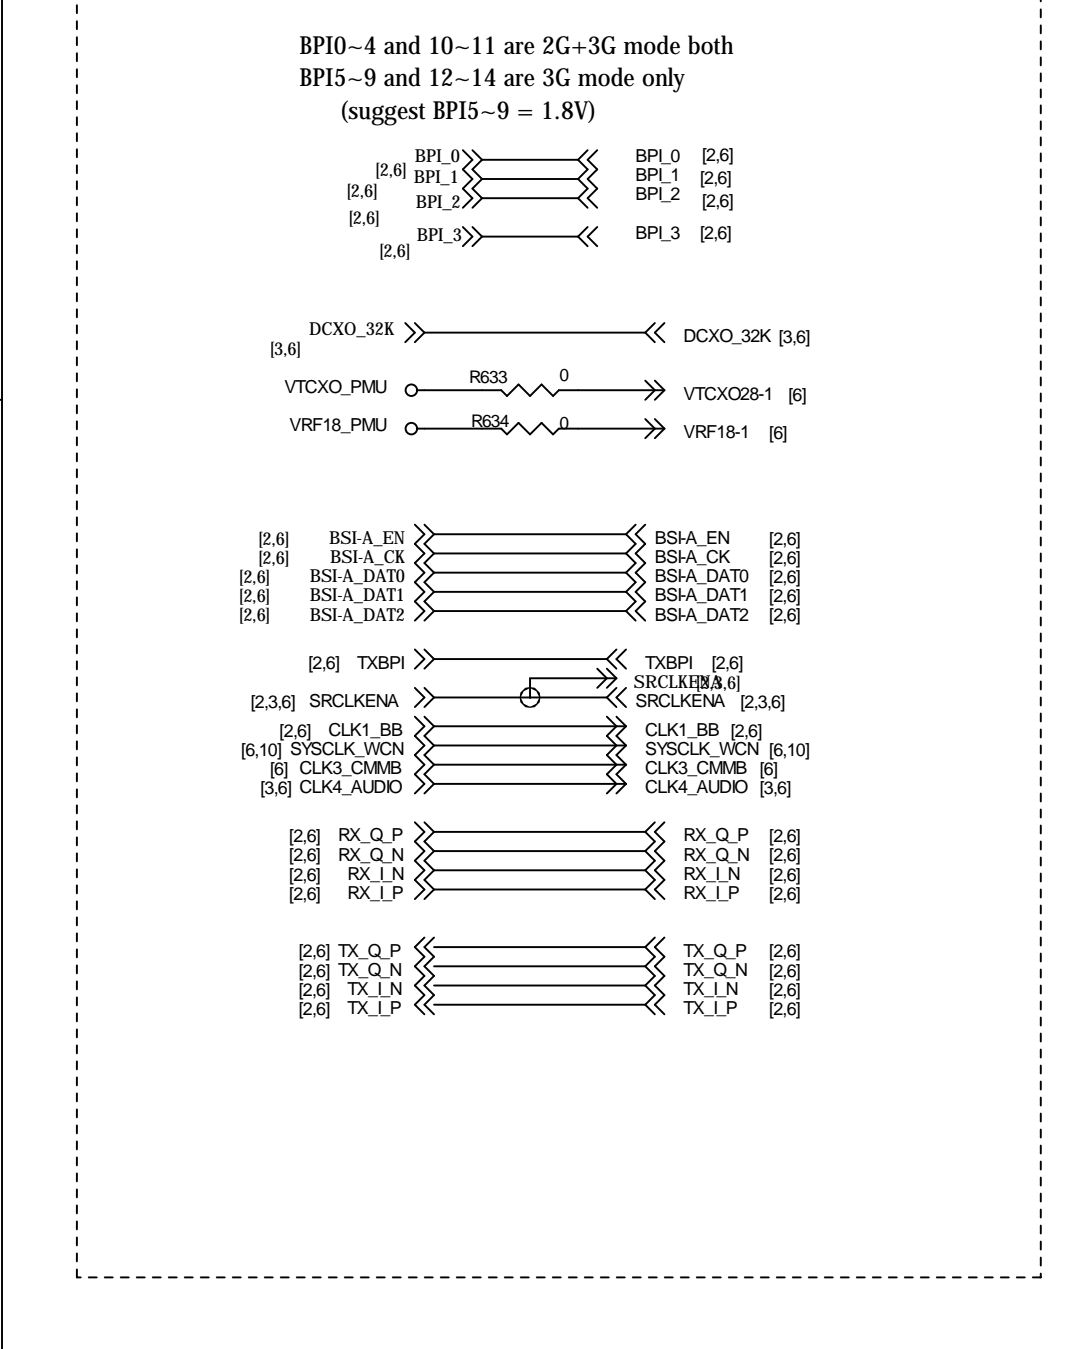 BPI0~4 and 10~11 are 2G+3G mode both
BPI5~9 and 12~14 are 3G mode only
(suggest BPI5~9 = 1.8V)
BPI_0 BPI_0 [2,6]
[2,6] BPI_1 BPI_1 [2,6]
[2,6] BPI_2 BPI_2 [2,6]
[2,6]
BPI_3 BPI_3 [2,6]
[2,6]
DCXO_32K DCXO_32K [3,6]
[3,6]
VTCXO_PMU R633 0 VTCXO28-1 [6]
VRF18_PMU R634 0 VRF18-1 [6]
[2,6] BSI-A_EN BSI-A_EN [2,6]
[2,6] BSI-A_CK BSI-A_CK [2,6]
[2,6] BSI-A_DAT0 BSI-A_DAT0 [2,6]
[2,6] BSI-A_DAT1 BSI-A_DAT1 [2,6]
[2,6] BSI-A_DAT2 BSI-A_DAT2 [2,6]
[2,6] TXBPI TXBPI [2,6]
SRCLKENA [2,3,6]
[2,3,6] SRCLKENA SRCLKENA [2,3,6]
[2,6] CLK1_BB CLK1_BB [2,6]
[6,10] SYSCLK_WCN SYSCLK_WCN [6,10]
[6] CLK3_CMMB CLK3_CMMB [6]
[3,6] CLK4_AUDIO CLK4_AUDIO [3,6]
[2,6] RX_Q_P RX_Q_P [2,6]
[2,6] RX_Q_N RX_Q_N [2,6]
[2,6] RX_I_N RX_I_N [2,6]
[2,6] RX_I_P RX_I_P [2,6]
[2,6] TX_Q_P TX_Q_P [2,6]
[2,6] TX_Q_N TX_Q_N [2,6]
[2,6] TX_I_N TX_I_N [2,6]
[2,6] TX_I_P TX_I_P [2,6]